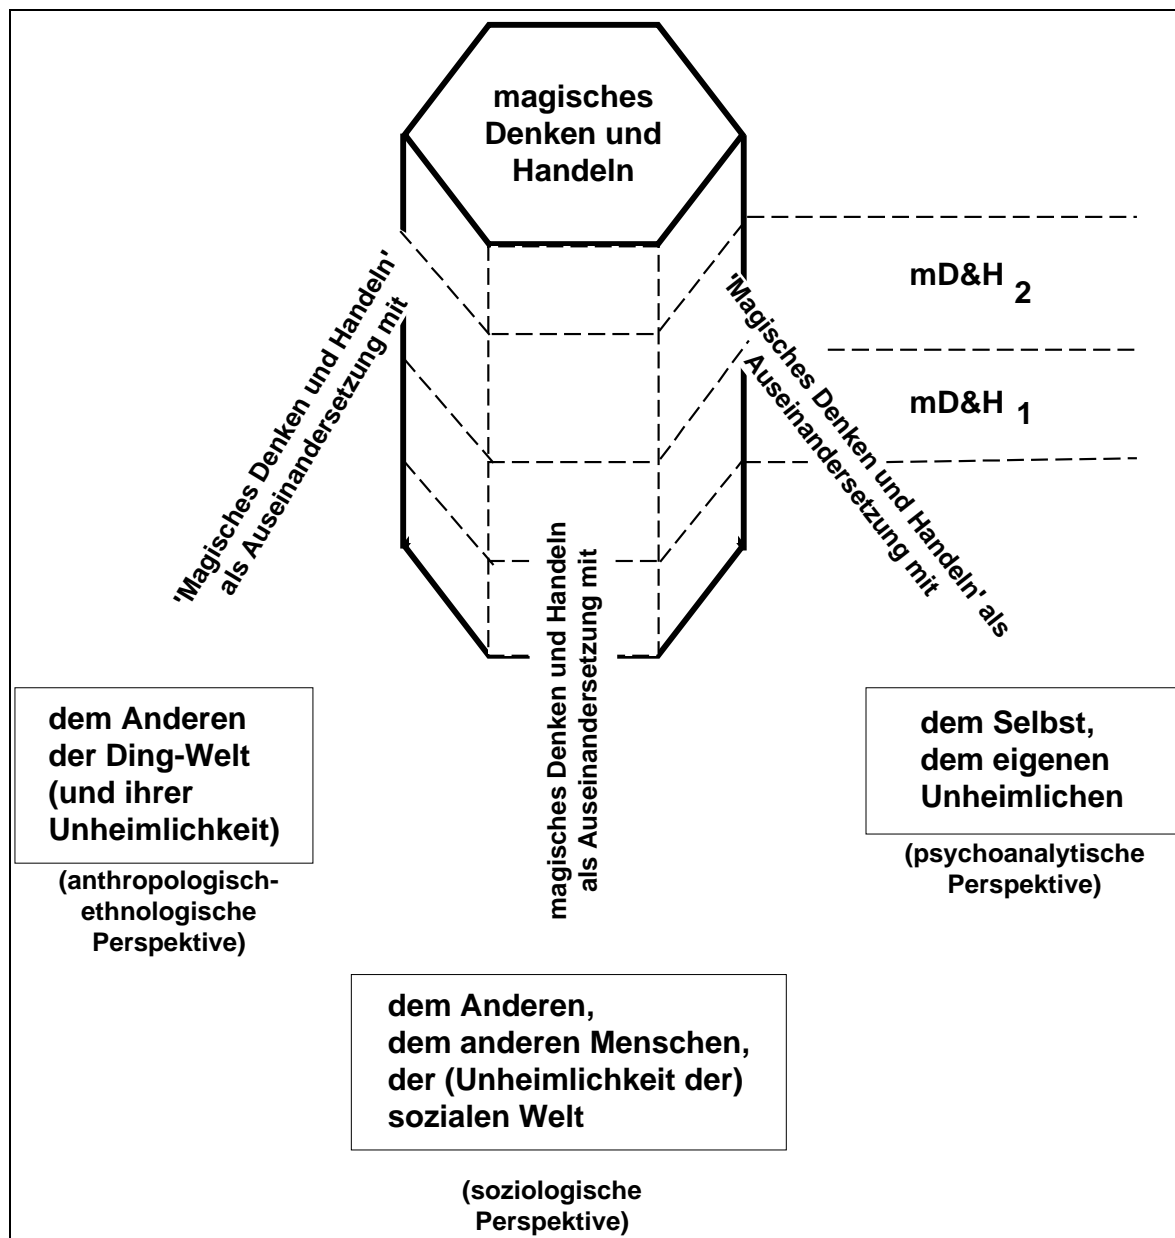 magisches
Denken und
Handeln
mD&H 2
mD&H 1
'Magisches Denken und Handeln'
als Auseinandersetzung mit
magisches Denken und Handeln
als Auseinandersetzung mit
'Magisches Denken und Handeln' als
Auseinandersetzung mit
dem Anderen
der Ding-Welt
(und ihrer
Unheimlichkeit)
(anthropologisch-
ethnologische
Perspektive)
dem Selbst,
dem eigenen
Unheimlichen
(psychoanalytische
Perspektive)
dem Anderen,
dem anderen Menschen,
der (Unheimlichkeit der)
sozialen Welt
(soziologische
Perspektive)